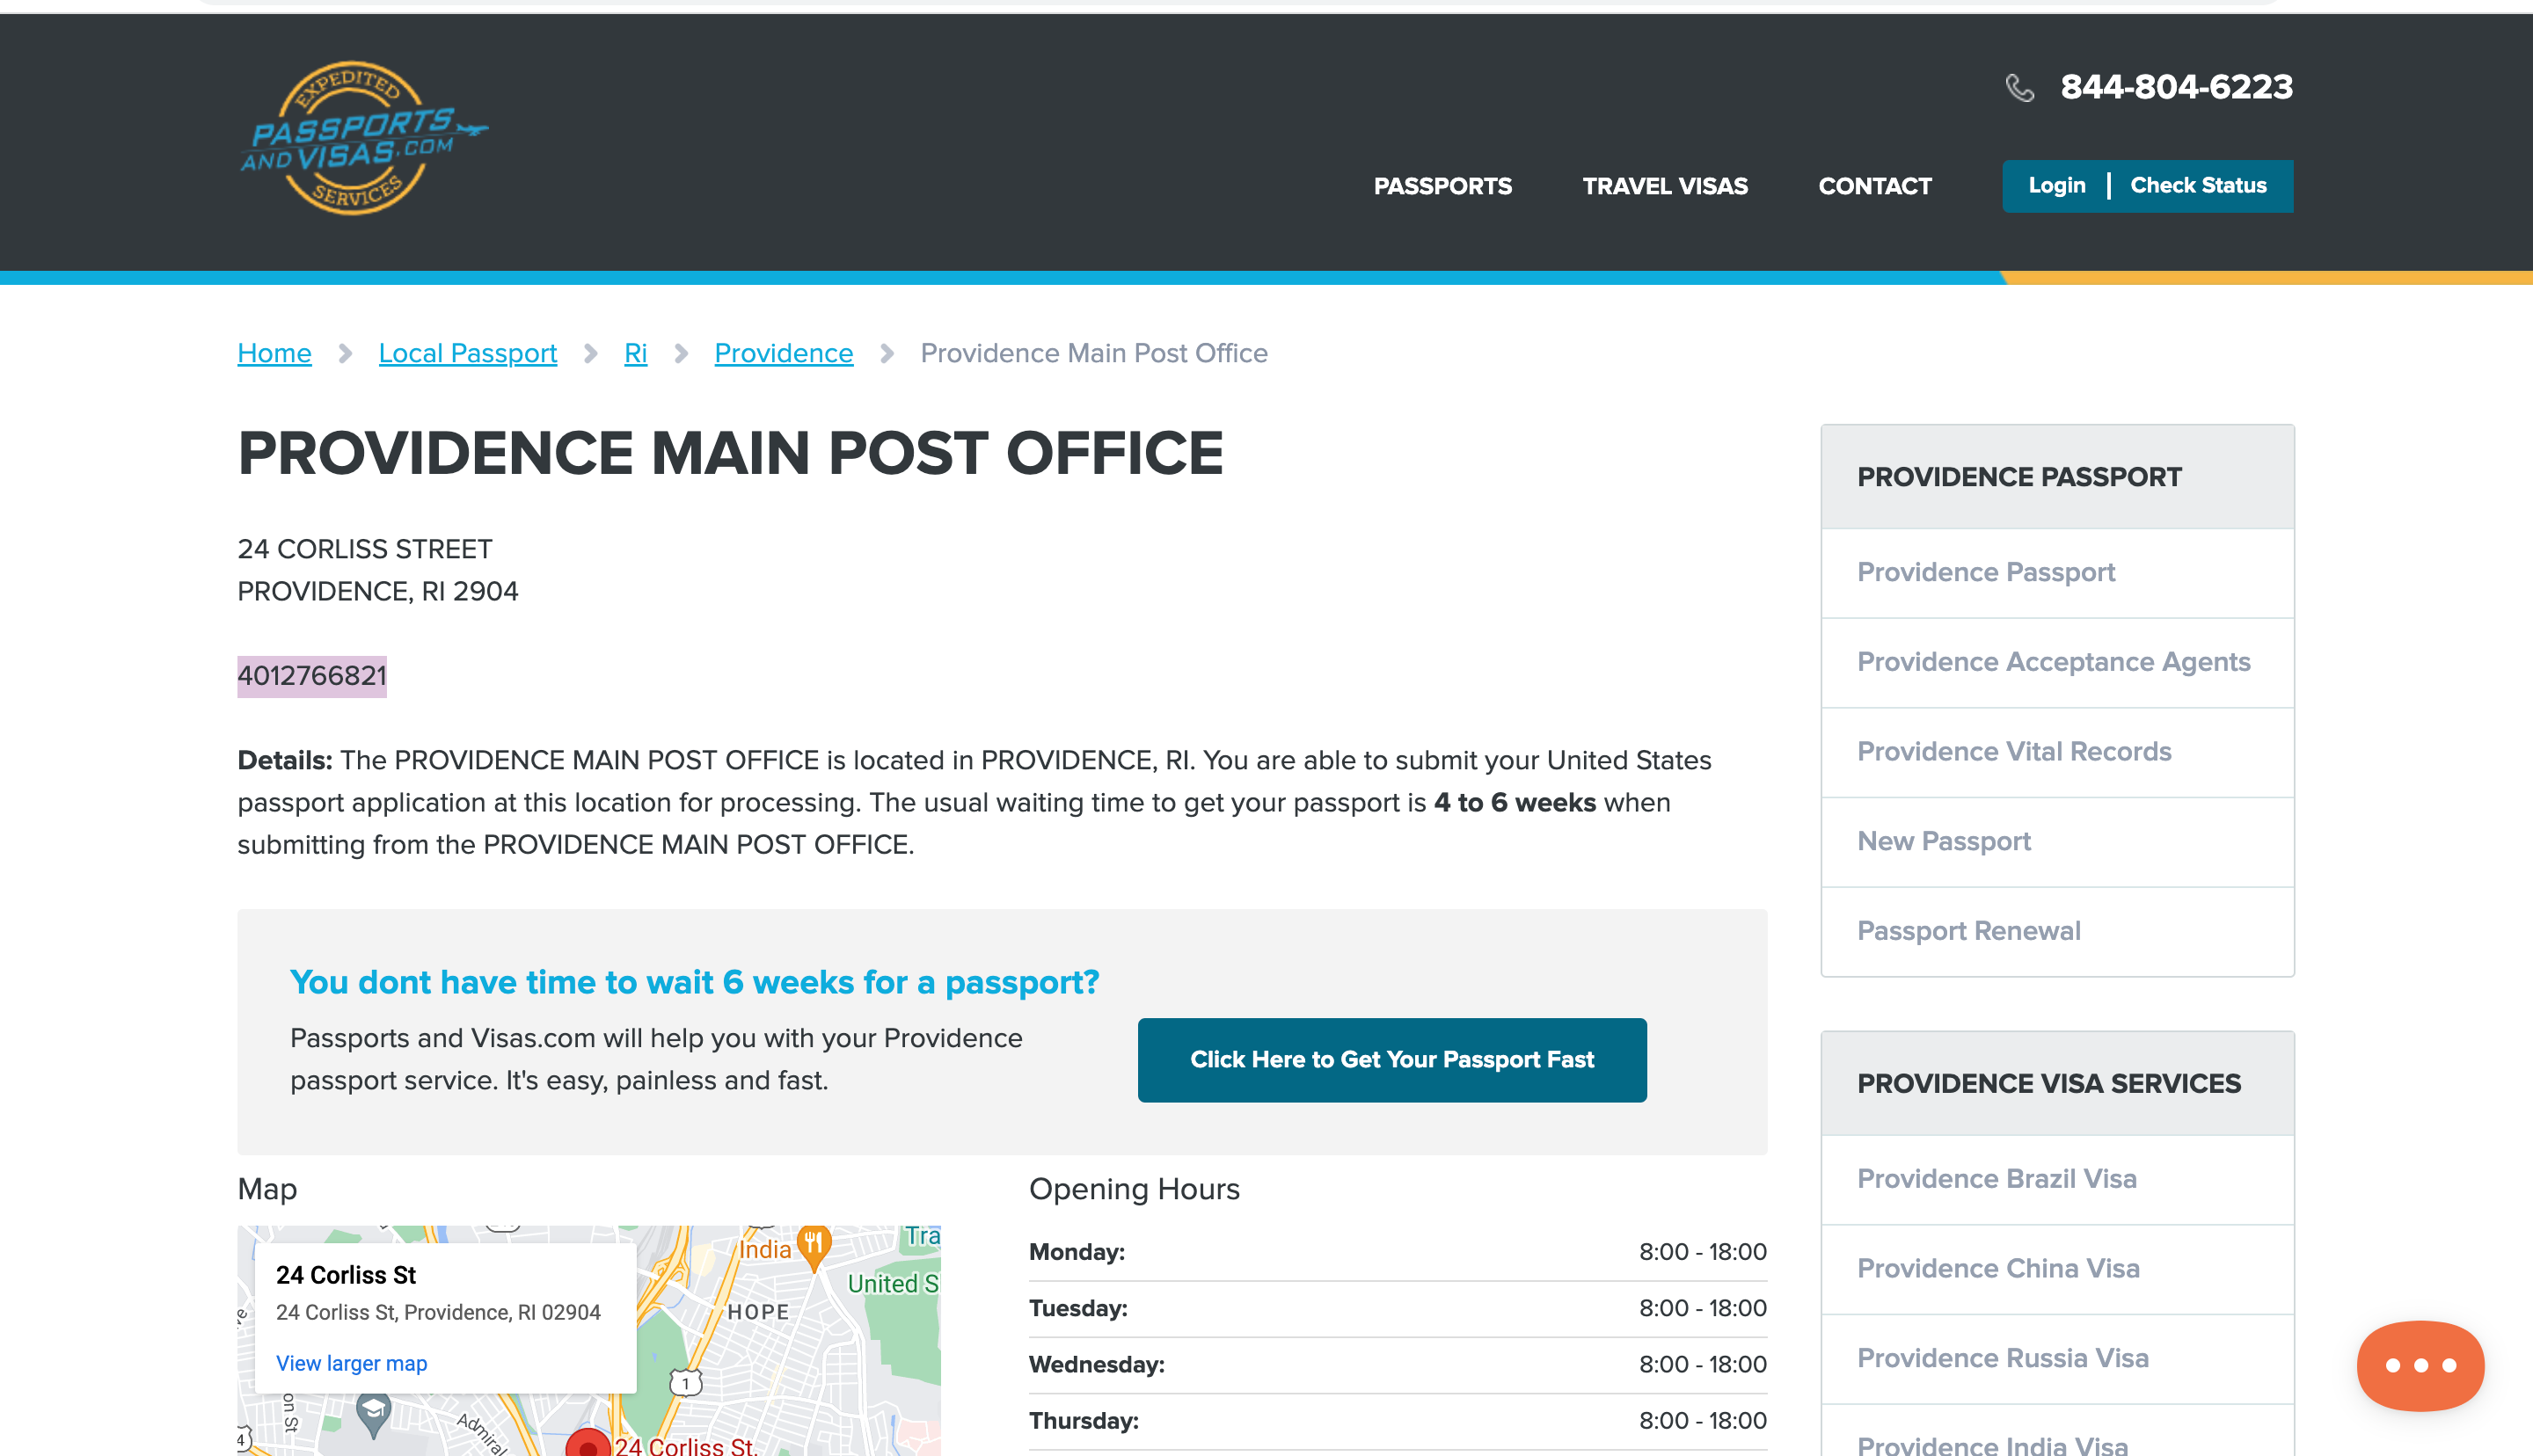 EXPEDITED
PASSPORTS
AND VISAS.COM
SERVICES
844-804-6223
PASSPORTS
TRAVEL VISAS
CONTACT
Login | Check Status
Home > Local Passport > Ri > Providence > Providence Main Post Office
PROVIDENCE MAIN POST OFFICE
24 CORLISS STREET
PROVIDENCE, RI 2904
4012766821
Details: The PROVIDENCE MAIN POST OFFICE is located in PROVIDENCE, RI. You are able to submit your United States
passport application at this location for processing. The usual waiting time to get your passport is 4 to 6 weeks when
submitting from the PROVIDENCE MAIN POST OFFICE.
You dont have time to wait 6 weeks for a passport?
Passports and Visas.com will help you with your Providence
passport service. It's easy, painless and fast.
Click Here to Get Your Passport Fast
Map
24 Corliss St
24 Corliss St, Providence, RI 02904
View larger map
India
Tra
United S
HOPE
1
on St
4
Admiral
24 Corliss St,
Opening Hours
Monday: 8:00 - 18:00
Tuesday: 8:00 - 18:00
Wednesday: 8:00 - 18:00
Thursday: 8:00 - 18:00
PROVIDENCE PASSPORT
Providence Passport
Providence Acceptance Agents
Providence Vital Records
New Passport
Passport Renewal
PROVIDENCE VISA SERVICES
Providence Brazil Visa
Providence China Visa
Providence Russia Visa
Providence India Visa